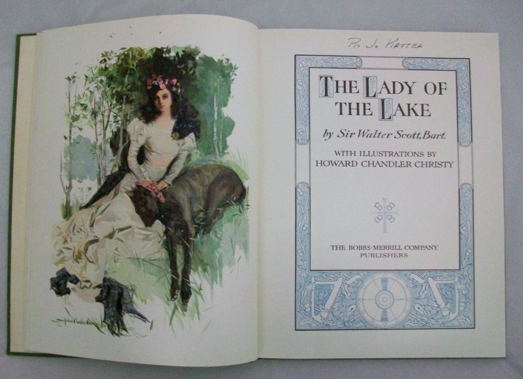 THE LADY OF
THE LAKE
by Sir Walter Scott, Bart.
WITH ILLUSTRATIONS BY
HOWARD CHANDLER CHRISTY
THE BOBBS-MERRILL COMPANY
PUBLISHERS